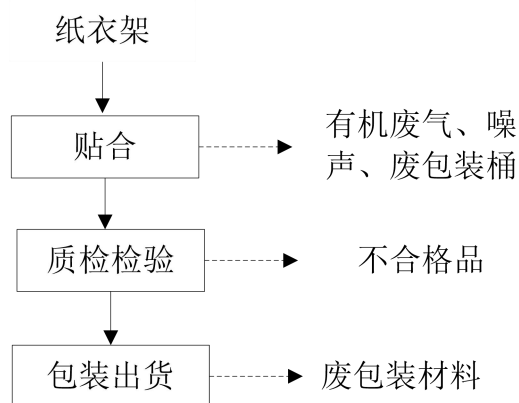 纸衣架
贴合
有机废气、噪
声、废包装桶
质检检验
不合格品
包装出货
废包装材料